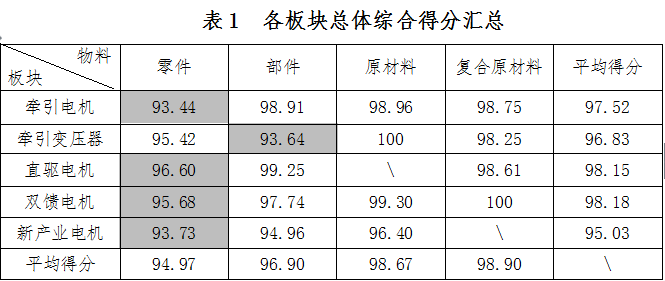 表1 各板块总体综合得分汇总
物料
板块 零件 部件 原材料 复合原材料 平均得分
牵引电机 93.44 98.91 98.96 98.75 97.52
牵引变压器 95.42 93.64 100 98.25 96.83
直驱电机 96.60 99.25 \ 98.61 98.15
双馈电机 95.68 97.74 99.30 100 98.18
新产业电机 93.73 94.96 96.40 \ 95.03
平均得分 94.97 96.90 98.67 98.90 \